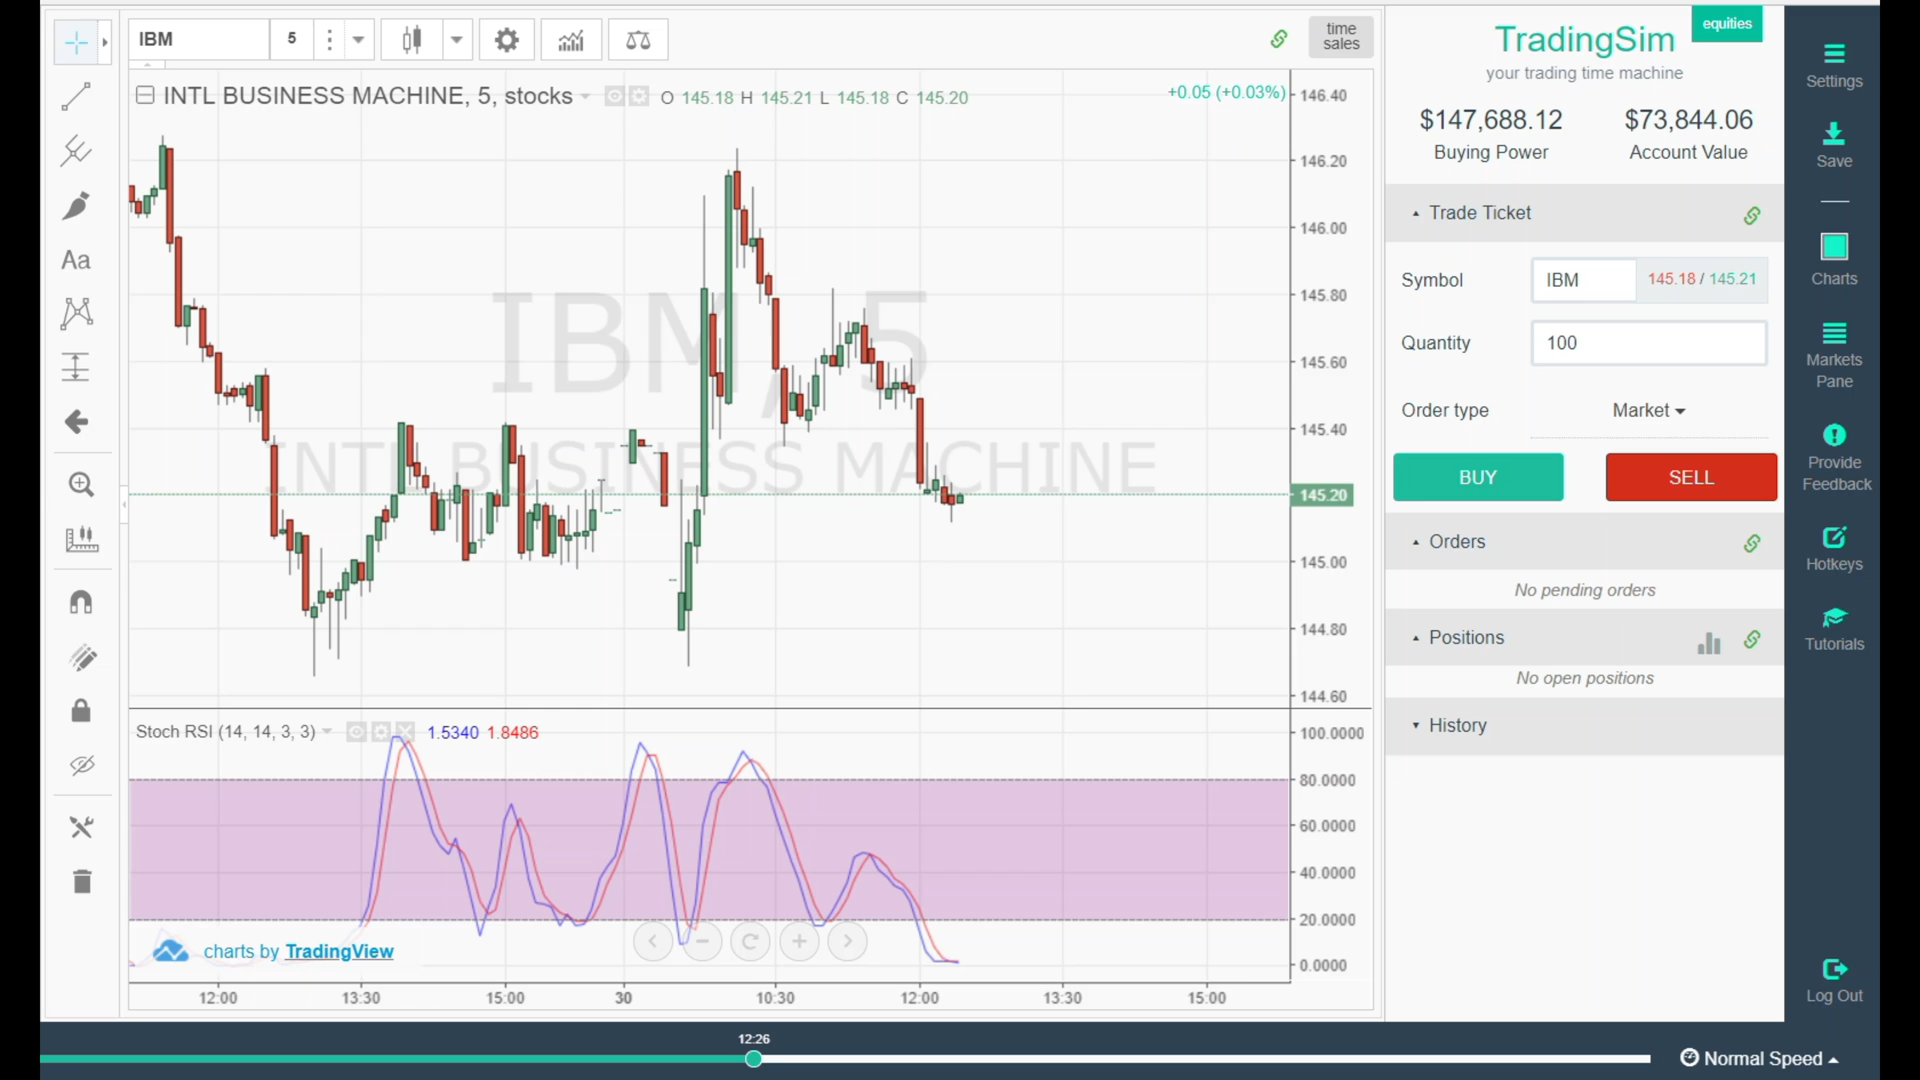 IBM
5
time
sales
INTL BUSINESS MACHINE, 5, stocks
O 145.18 H 145.21 L 145.18 C 145.20
+0.05 (+0.03%)
IBM, 5
INTL BUSINESS MACHINE
146.40
146.20
146.00
145.80
145.60
145.40
145.20
145.00
144.80
144.60
Aa
Stoch RSI (14, 14, 3, 3)
1.5340 1.8486
100.0000
80.0000
60.0000
40.0000
20.0000
0.0000
charts by TradingView
12:00 13:30 15:00 30 10:30 12:00 13:30 15:00
12:26
Normal Speed
equities
TradingSim
your trading time machine
$147,688.12 $73,844.06
Buying Power Account Value
Trade Ticket
Symbol IBM 145.18 / 145.21
Quantity 100
Order type Market
BUY SELL
Orders
No pending orders
Positions
No open positions
History
Settings
Save
Charts
Markets
Pane
Provide
Feedback
Hotkeys
Tutorials
Log Out